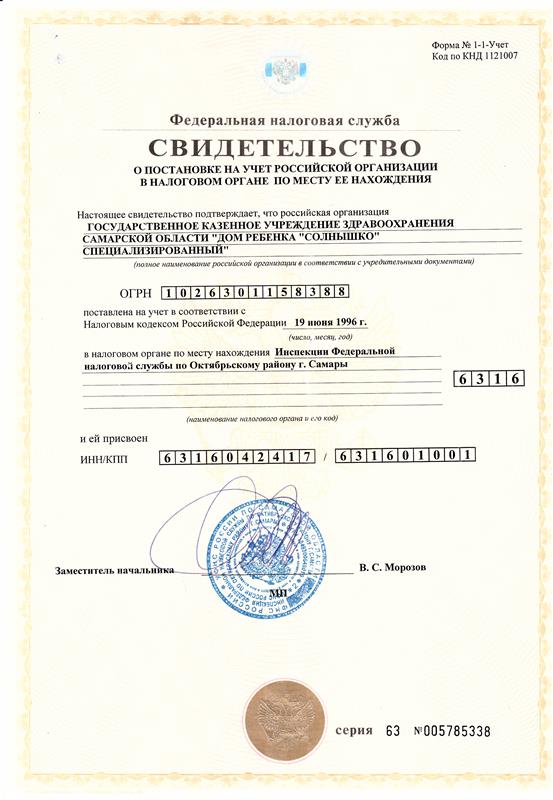 Форма № 1-1-Учет
Код по КНД 1121007
Федеральная налоговая служба
СВИДЕТЕЛЬСТВО
О ПОСТАНОВКЕ НА УЧЕТ РОССИЙСКОЙ ОРГАНИЗАЦИИ
В НАЛОГОВОМ ОРГАНЕ ПО МЕСТУ ЕЕ НАХОЖДЕНИЯ
Настоящее свидетельство подтверждает, что российская организация
ГОСУДАРСТВЕННОЕ КАЗЕННОЕ УЧРЕЖДЕНИЕ ЗДРАВООХРАНЕНИЯ
САМАРСКОЙ ОБЛАСТИ "ДОМ РЕБЕНКА "СОЛНЫШКО"
СПЕЦИАЛИЗИРОВАННЫЙ"
(полное наименование российской организации в соответствии с учредительными документами)
ОГРН 1026301158388
поставлена на учет в соответствии с
Налоговым кодексом Российской Федерации 19 июня 1996 г.
(число, месяц, год)
в налоговом органе по месту нахождения Инспекции Федеральной
налоговой службы по Октябрьскому району г. Самары
6316
(наименование налогового органа и его код)
и ей присвоен
ИНН/КПП 6316042417 / 631601001
Заместитель начальника В. С. Морозов
МП
серия 63 №005785338